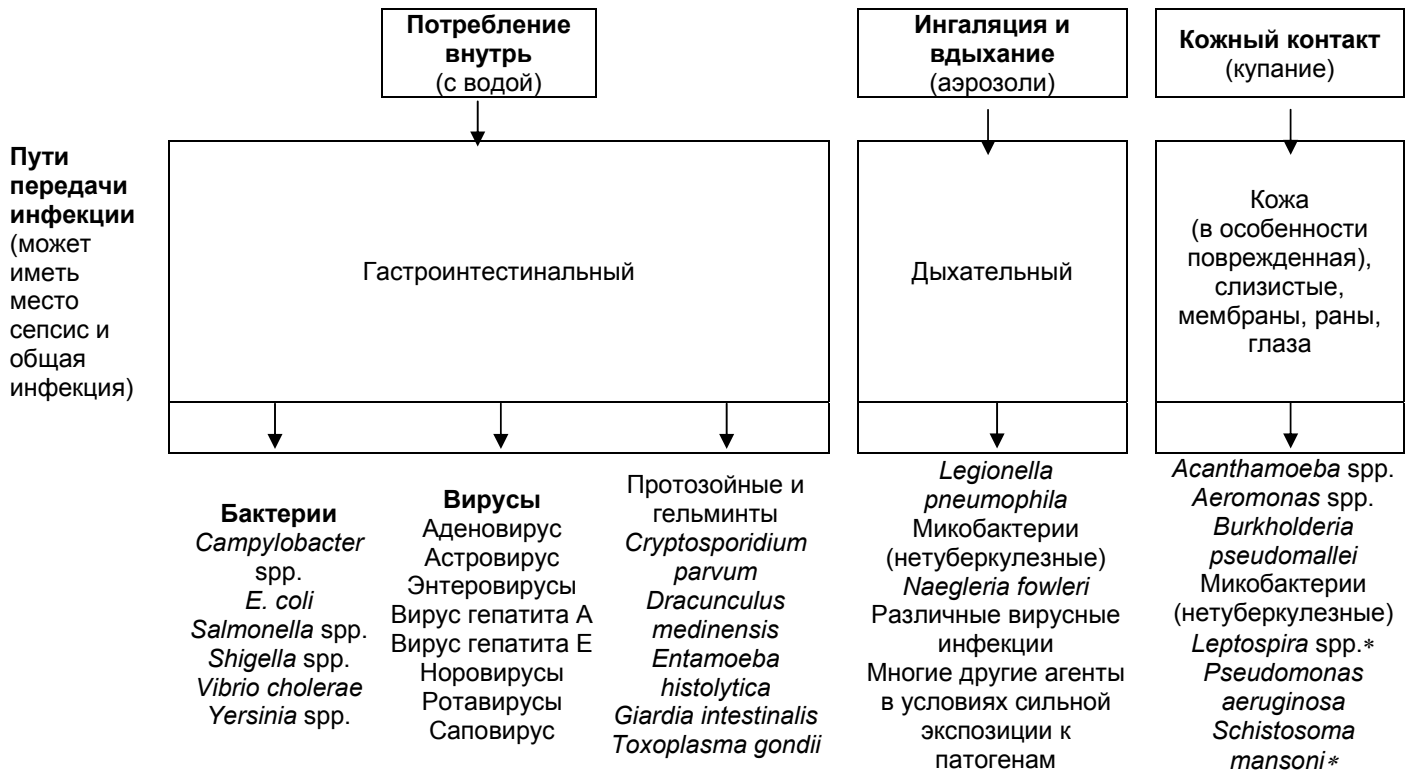 Потребление
внутрь
(с водой)
Ингаляция и
вдыхание
(аэрозоли)
Кожный контакт
(купание)
Пути
передачи
инфекции
(может
иметь
место
сепсис и
общая
инфекция)
Гастроинтестинальный
Дыхательный
Кожа
(в особенности
поврежденная),
слизистые,
мембраны, раны,
глаза
Бактерии
Campylobacter
spp.
E. coli
Salmonella spp.
Shigella spp.
Vibrio cholerae
Yersinia spp.
Вирусы
Аденовирус
Астровирус
Энтеровирусы
Вирус гепатита А
Вирус гепатита Е
Норовирусы
Ротавирусы
Саповирус
Протозойные и
гельминты
Cryptosporidium
parvum
Dracunculus
medinensis
Entamoeba
histolytica
Giardia intestinalis
Toxoplasma gondii
Legionella
pneumophila
Микобактерии
(нетуберкулезные)
Naegleria fowleri
Различные вирусные
инфекции
Многие другие агенты
в условиях сильной
экспозиции к
патогенам
Acanthamoeba spp.
Aeromonas spp.
Burkholderia
pseudomallei
Микобактерии
(нетуберкулезные)
Leptospira spp.*
Pseudomonas
aeruginosa
Schistosoma
mansoni*